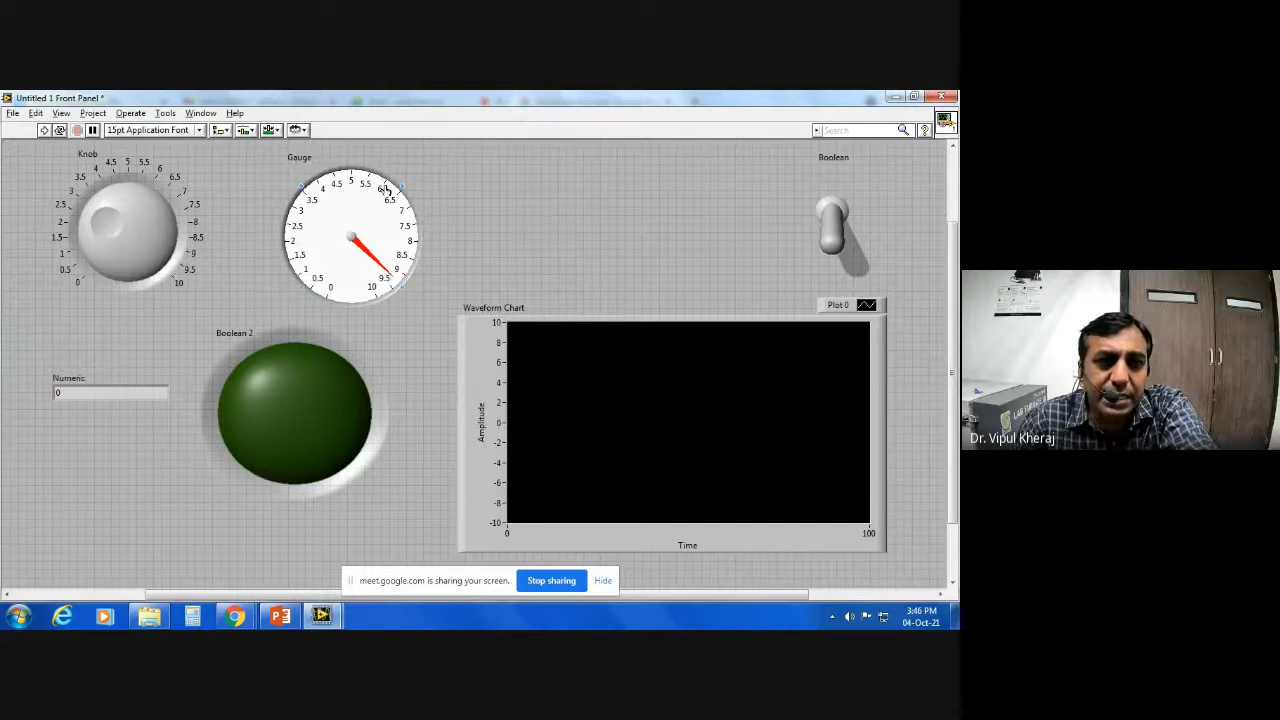 Untitled 1 Front Panel *
File Edit View Project Operate Tools Window Help
15pt Application Font
Search
Knob
0 0.5 1 1.5 2 2.5 3 3.5 4 4.5 5 5.5 6 6.5 7 7.5 8 8.5 9 9.5 10
Gauge
0 0.5 1 1.5 2 2.5 3 3.5 4 4.5 5 5.5 6.5 7 7.5 8 8.5 9 9.5 10
Boolean
Boolean 2
Numeric
0
Waveform Chart
Plot 0
10
8
6
4
2
0
-2
-4
-6
-8
-10
Amplitude
0 100
Time
meet.google.com is sharing your screen. Stop sharing Hide
3:46 PM
04-Oct-21
Dr. Vipul Kheraj